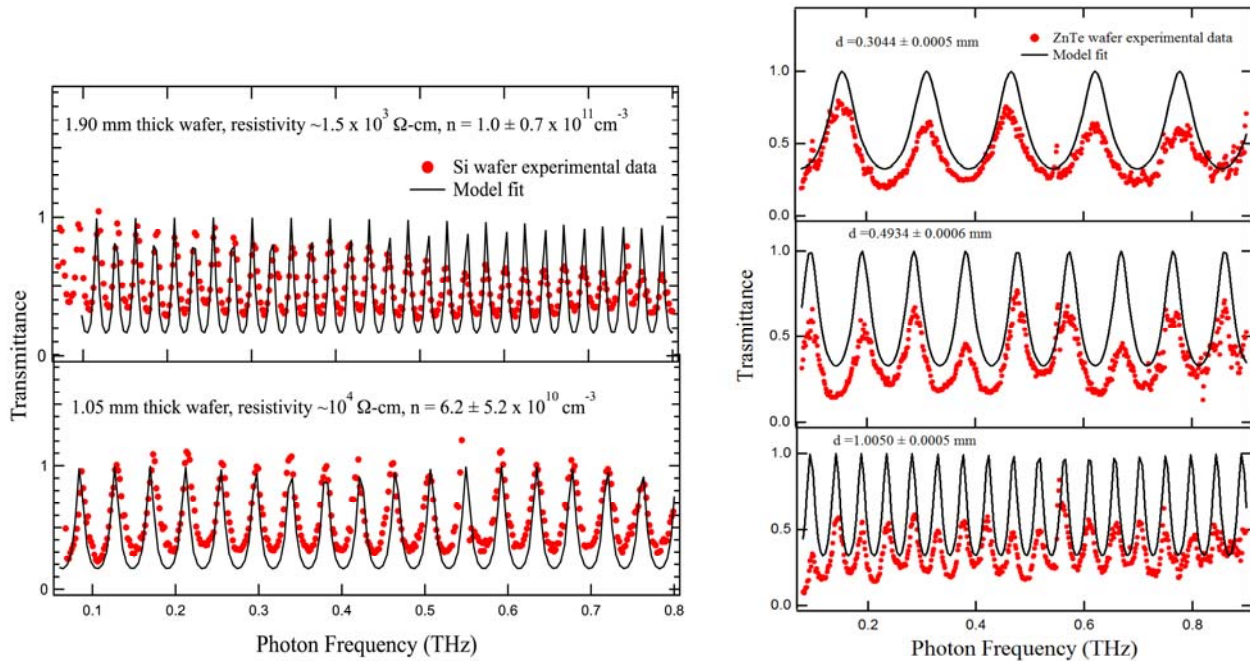 1.90 mm thick wafer, resistivity ~1.5 x 10³ Ω-cm, n = 1.0 ± 0.7 x 10¹¹cm⁻³
Si wafer experimental data
Model fit
1
0
Transmittance
1.05 mm thick wafer, resistivity ~10⁴ Ω-cm, n = 6.2 ± 5.2 x 10¹⁰ cm⁻³
1
0
0.1 0.2 0.3 0.4 0.5 0.6 0.7 0.8
Photon Frequency (THz)
d =0.3044 ± 0.0005 mm
ZnTe wafer experimental data
Model fit
1.0
0.5
0.0
d =0.4934 ± 0.0006 mm
1.0
0.5
0.0
Trasmittance
d =1.0050 ± 0.0005 mm
1.0
0.5
0.0
0.2 0.4 0.6 0.8
Photon Frequency (THz)